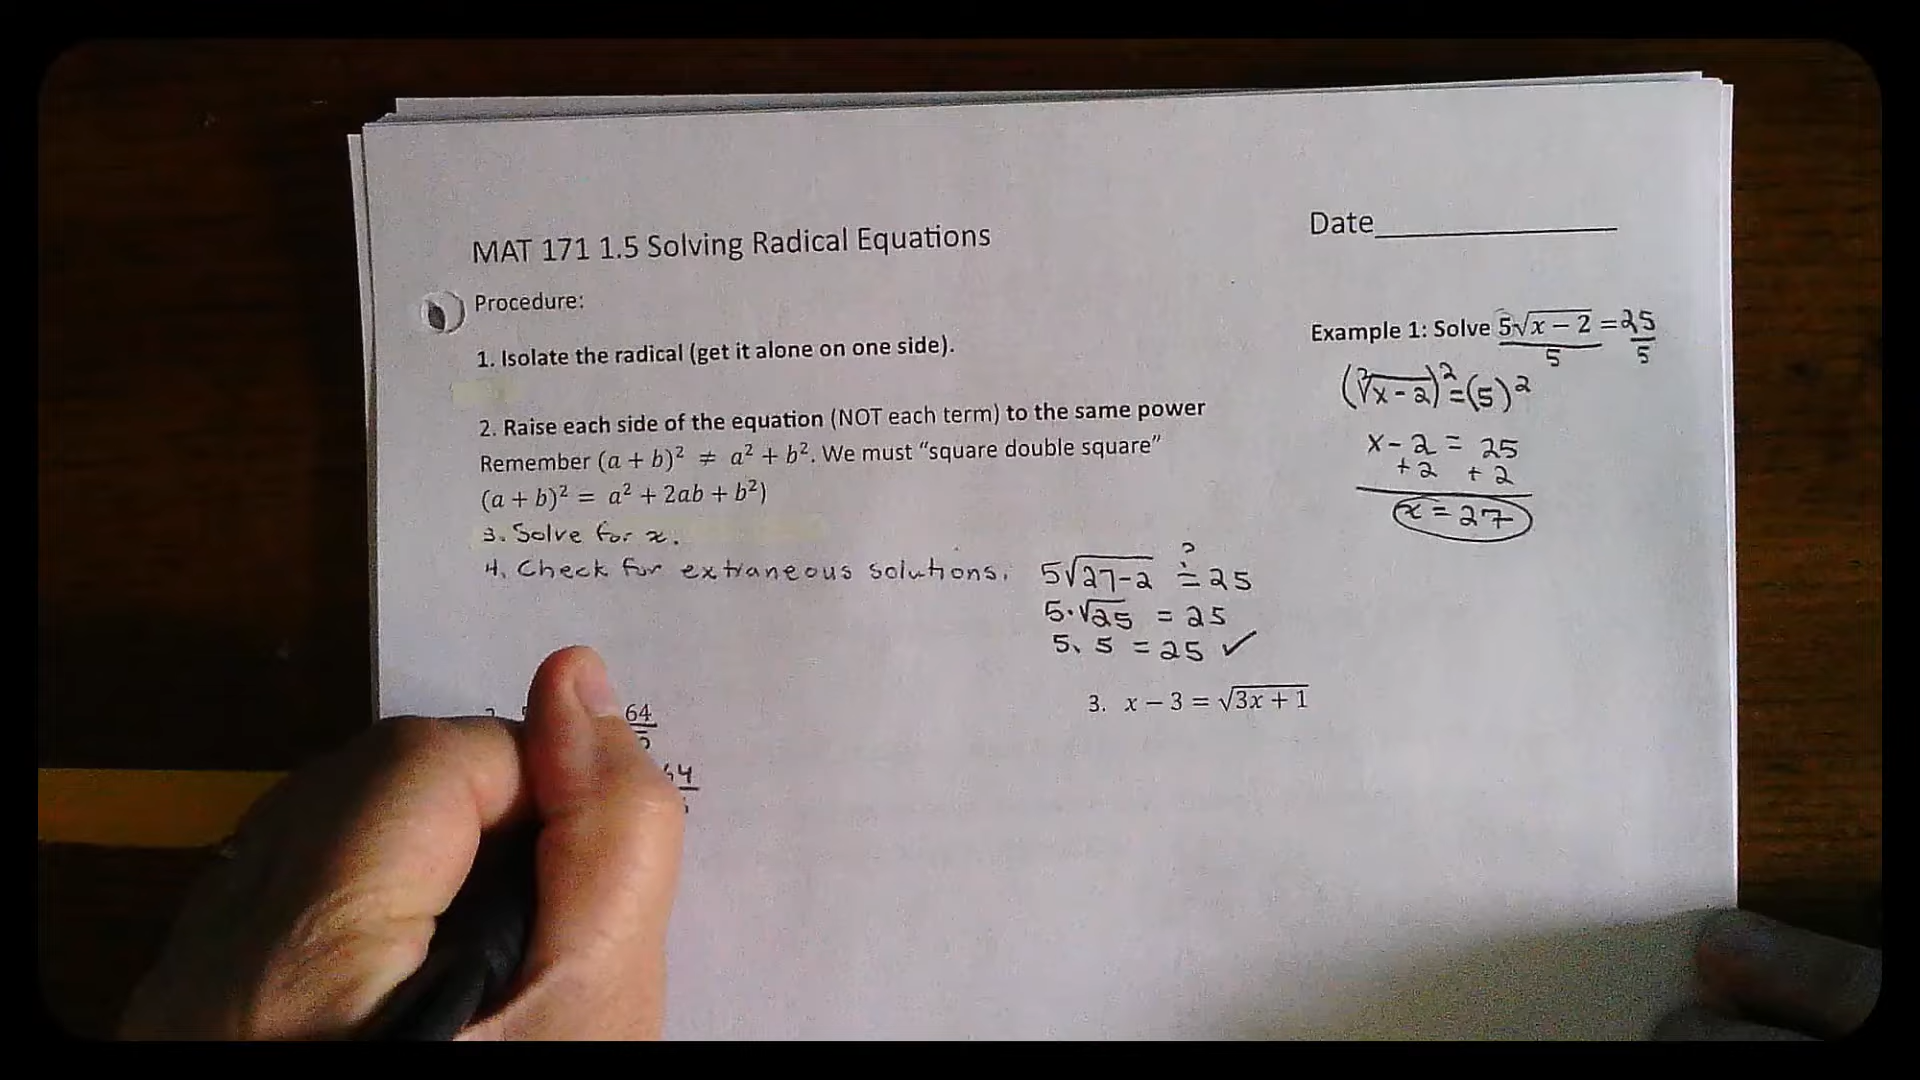 MAT 171 1.5 Solving Radical Equations
Date
Procedure:
1. Isolate the radical (get it alone on one side).
2. Raise each side of the equation (NOT each term) to the same power
Remember (a + b)² ≠ a² + b². We must “square double square”
(a + b)² = a² + 2ab + b²)
3. Solve for x.
4. Check for extraneous solutions.
Example 1: Solve 5√x − 2 = 25
5 5
(²√x-2)² = (5)²
x - 2 = 25
+2 +2
x = 27
5√27-2 ≟ 25
5·√25 = 25
5. 5 = 25 ✓
64
3. x − 3 = √3x + 1